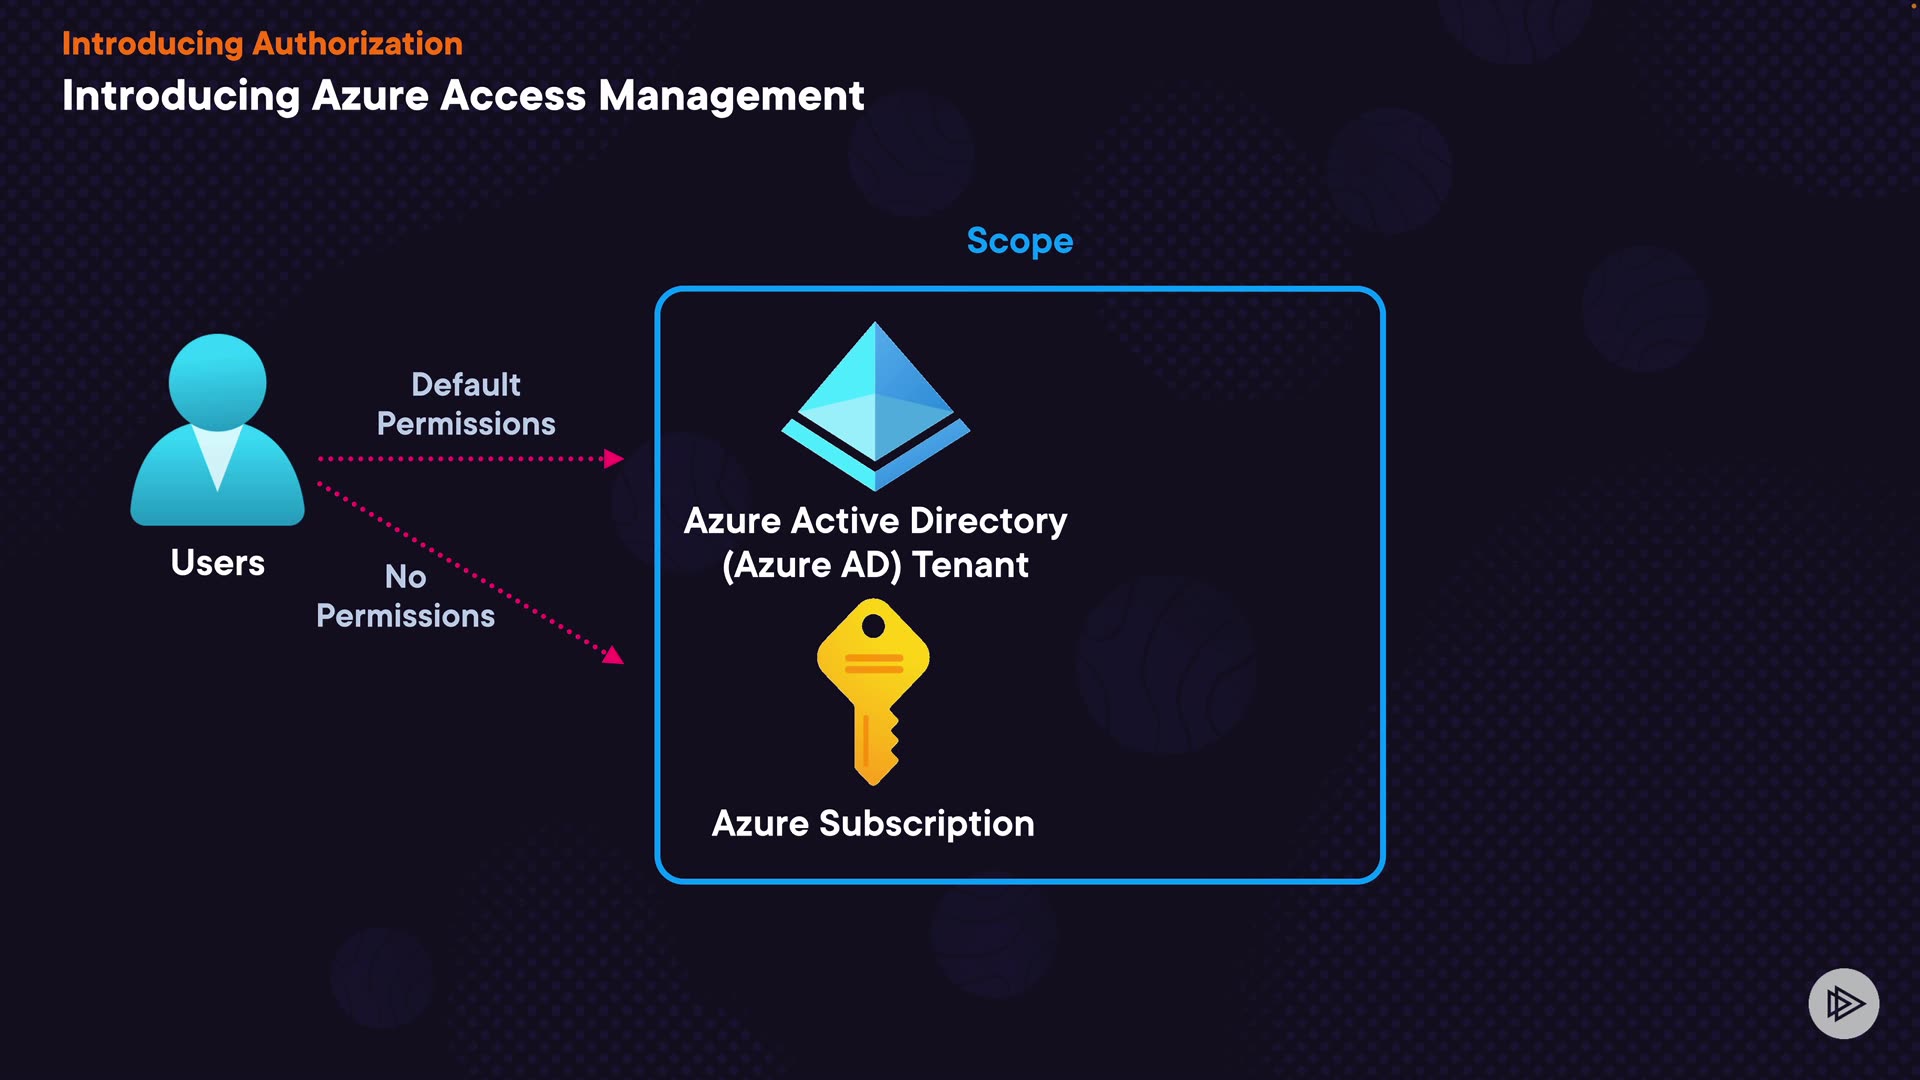 Introducing Authorization
Introducing Azure Access Management
Scope
Default
Permissions
Users
No
Permissions
Azure Active Directory
(Azure AD) Tenant
Azure Subscription